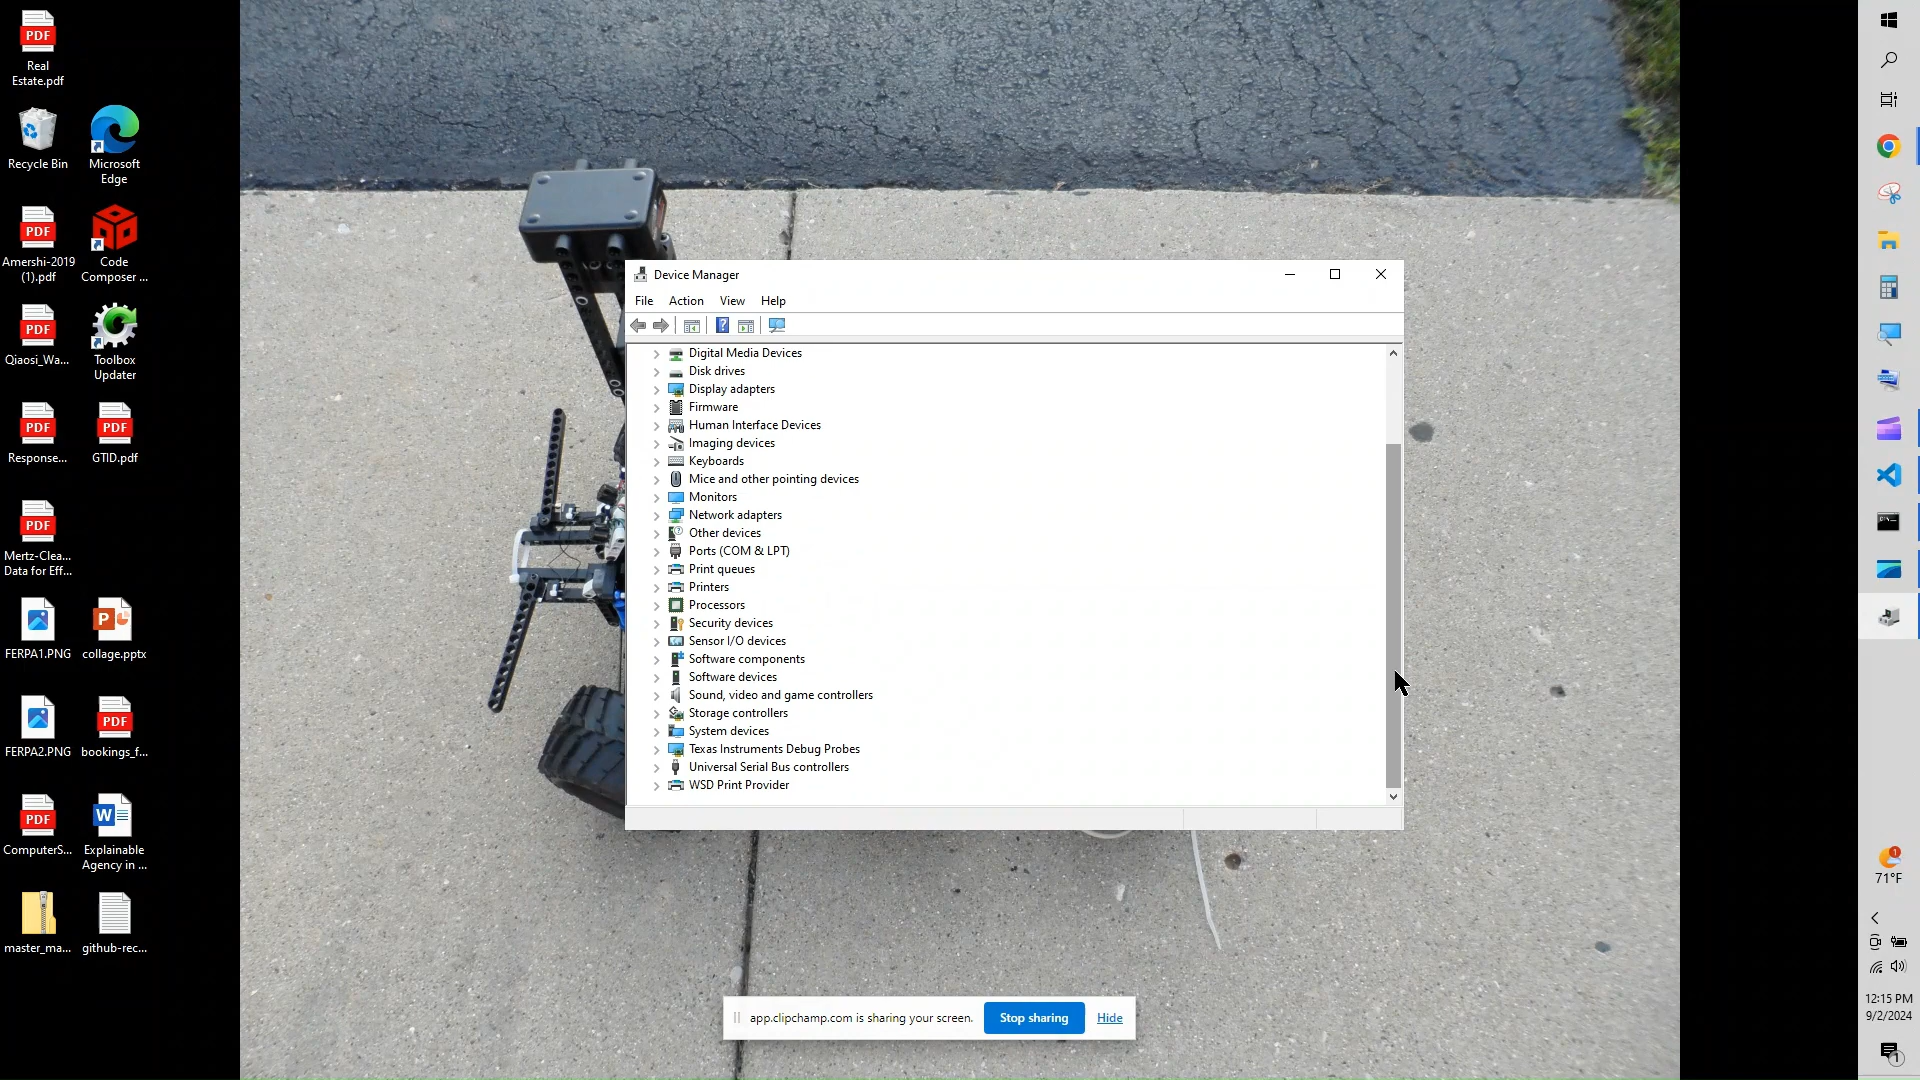 PDF
Real
Estate.pdf
Recycle Bin
Microsoft
Edge
PDF
Amershi-2019
(1).pdf
Code
Composer ...
PDF
Qiaosi_Wa...
Toolbox
Updater
PDF
Response...
PDF
GTID.pdf
PDF
Mertz-Clea...
Data for Eff...
FERPA1.PNG
P
collage.pptx
FERPA2.PNG
PDF
bookings_f...
PDF
ComputerS...
W
Explainable
Agency in ...
master_ma...
github-rec...
Device Manager
File Action View Help
Digital Media Devices
Disk drives
Display adapters
Firmware
Human Interface Devices
Imaging devices
Keyboards
Mice and other pointing devices
Monitors
Network adapters
Other devices
Ports (COM & LPT)
Print queues
Printers
Processors
Security devices
Sensor I/O devices
Software components
Software devices
Sound, video and game controllers
Storage controllers
System devices
Texas Instruments Debug Probes
Universal Serial Bus controllers
WSD Print Provider
app.clipchamp.com is sharing your screen.
Stop sharing
Hide
1
71°F
12:15 PM
9/2/2024
1